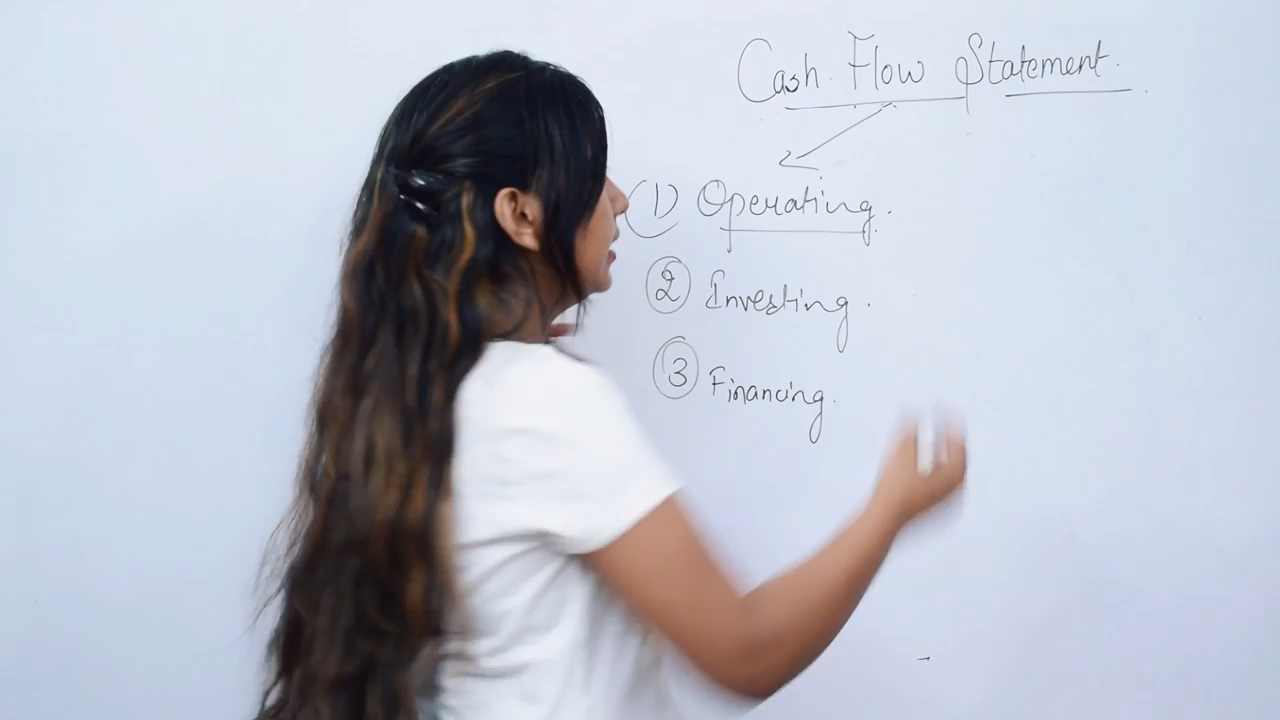 Cash Flow Statement.
(1) Operating.
2 Investing.
3 Financing.